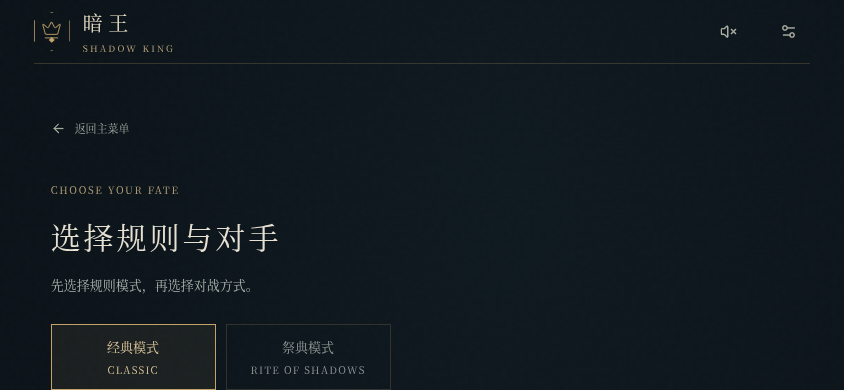 暗王
SHADOW KING
返回主菜单
CHOOSE YOUR FATE
选择规则与对手
先选择规则模式，再选择对战方式。
经典模式
CLASSIC
祭典模式
RITE OF SHADOWS